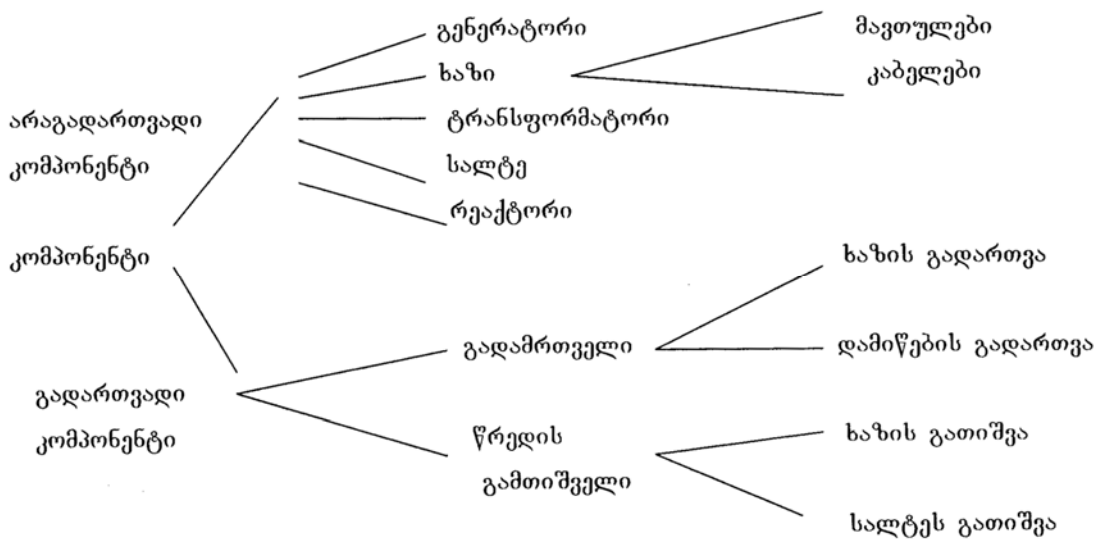 გენერატორი
ხაზი
ტრანსფორმატორი
სალტე
რეაქტორი
მავთულები
კაბელები
არაგადართვადი
კომპონენტი
კომპონენტი
გადართვადი
კომპონენტი
გადამრთველი
წრედის
გამთიშველი
ხაზის გადართვა
დამიწების გადართვა
ხაზის გათიშვა
სალტეს გათიშვა